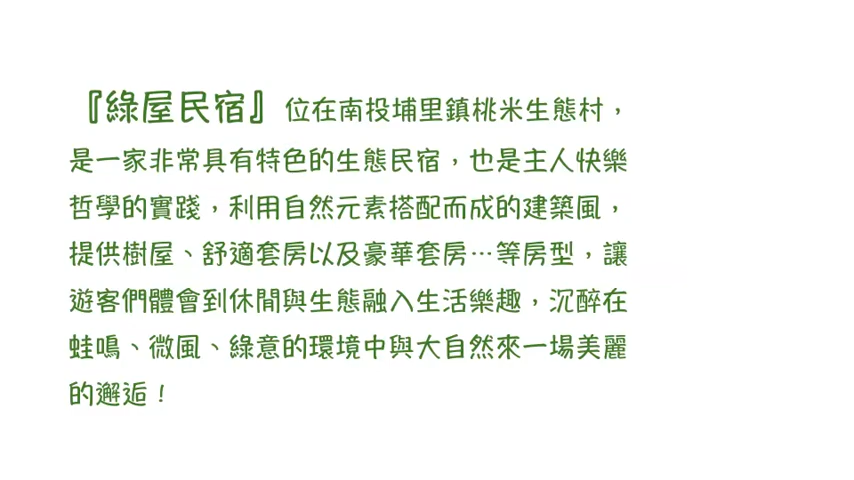 『綠屋民宿』位在南投埔里鎮桃米生態村，
是一家非常具有特色的生態民宿，也是主人快樂
哲學的實踐，利用自然元素搭配而成的建築風，
提供樹屋、舒適套房以及豪華套房…等房型，讓
遊客們體會到休閒與生態融入生活樂趣，沉醉在
蛙鳴、微風、綠意的環境中與大自然來一場美麗
的邂逅！